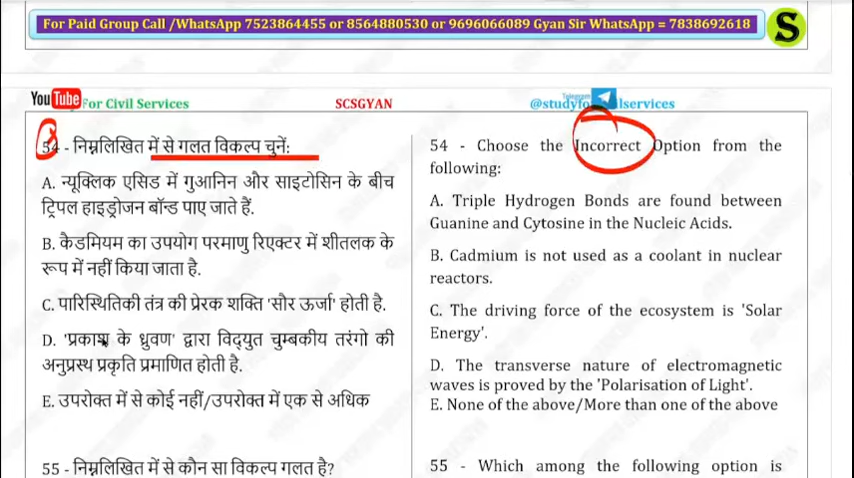 For Paid Group Call /WhatsApp 7523864455 or 8564880530 or 9696066089 Gyan Sir WhatsApp = 7838692618
S
YouTube For Civil Services
SCSGYAN
Telegram
@studyfo lservices
54 - निम्नलिखित में से गलत विकल्प चुनें:
A. न्यूक्लिक एसिड में गुआनिन और साइटोसिन के बीच
ट्रिपल हाइड्रोजन बॉन्ड पाए जाते हैं.
B. कैडमियम का उपयोग परमाणु रिएक्टर में शीतलक के
रूप में नहीं किया जाता है.
C. पारिस्थितिकी तंत्र की प्रेरक शक्ति 'सौर ऊर्जा' होती है.
D. 'प्रकाश के ध्रुवण' द्वारा विद्युत चुम्बकीय तरंगो की
अनुप्रस्थ प्रकृति प्रमाणित होती है.
E. उपरोक्त में से कोई नहीं/उपरोक्त में एक से अधिक
55 - निम्नलिखित में से कौन सा विकल्प गलत है?
54 - Choose the Incorrect Option from the
following:
A. Triple Hydrogen Bonds are found between
Guanine and Cytosine in the Nucleic Acids.
B. Cadmium is not used as a coolant in nuclear
reactors.
C. The driving force of the ecosystem is 'Solar
Energy'.
D. The transverse nature of electromagnetic
waves is proved by the 'Polarisation of Light'.
E. None of the above/More than one of the above
55 - Which among the following option is